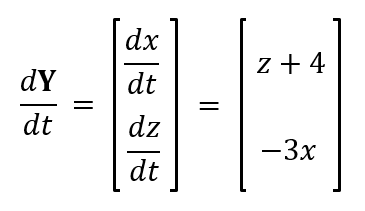 d𝐘/dt = [dx/dt dz/dt] = [z + 4 −3x]